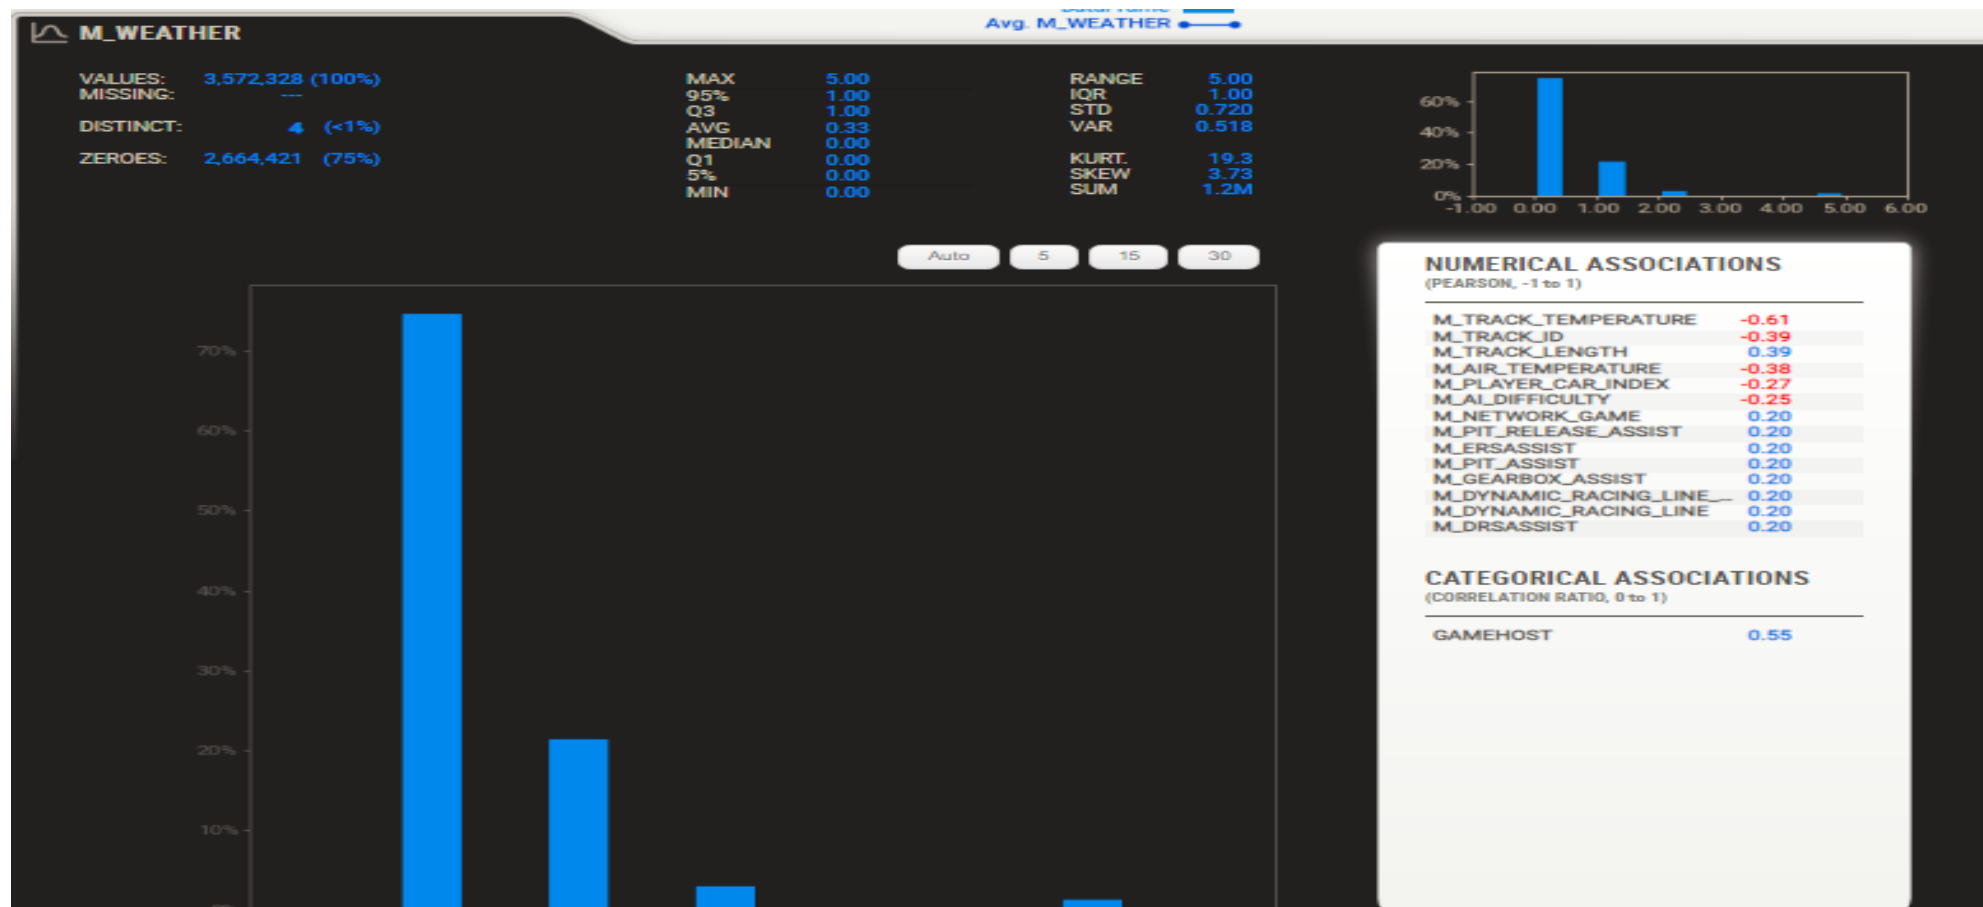 Avg. M_WEATHER
M_WEATHER
VALUES: 3,572,328 (100%)
MISSING: ---
DISTINCT: 4 (<1%)
ZEROES: 2,664,421 (75%)
MAX 5.00
95% 1.00
Q3 1.00
AVG 0.33
MEDIAN 0.00
Q1 0.00
5% 0.00
MIN 0.00
RANGE 5.00
IQR 1.00
STD 0.720
VAR 0.518
KURT. 19.3
SKEW 3.73
SUM 1.2M
60%
40%
20%
0%
-1.00 0.00 1.00 2.00 3.00 4.00 5.00 6.00
Auto 5 15 30
70%
60%
50%
40%
30%
20%
10%
NUMERICAL ASSOCIATIONS
(PEARSON, -1 to 1)
M_TRACK_TEMPERATURE -0.61
M_TRACK_ID -0.39
M_TRACK_LENGTH 0.39
M_AIR_TEMPERATURE -0.38
M_PLAYER_CAR_INDEX -0.27
M_AI_DIFFICULTY -0.25
M_NETWORK_GAME 0.20
M_PIT_RELEASE_ASSIST 0.20
M_ERSASSIST 0.20
M_PIT_ASSIST 0.20
M_GEARBOX_ASSIST 0.20
M_DYNAMIC_RACING_LINE_... 0.20
M_DYNAMIC_RACING_LINE 0.20
M_DRSASSIST 0.20
CATEGORICAL ASSOCIATIONS
(CORRELATION RATIO, 0 to 1)
GAMEHOST 0.55